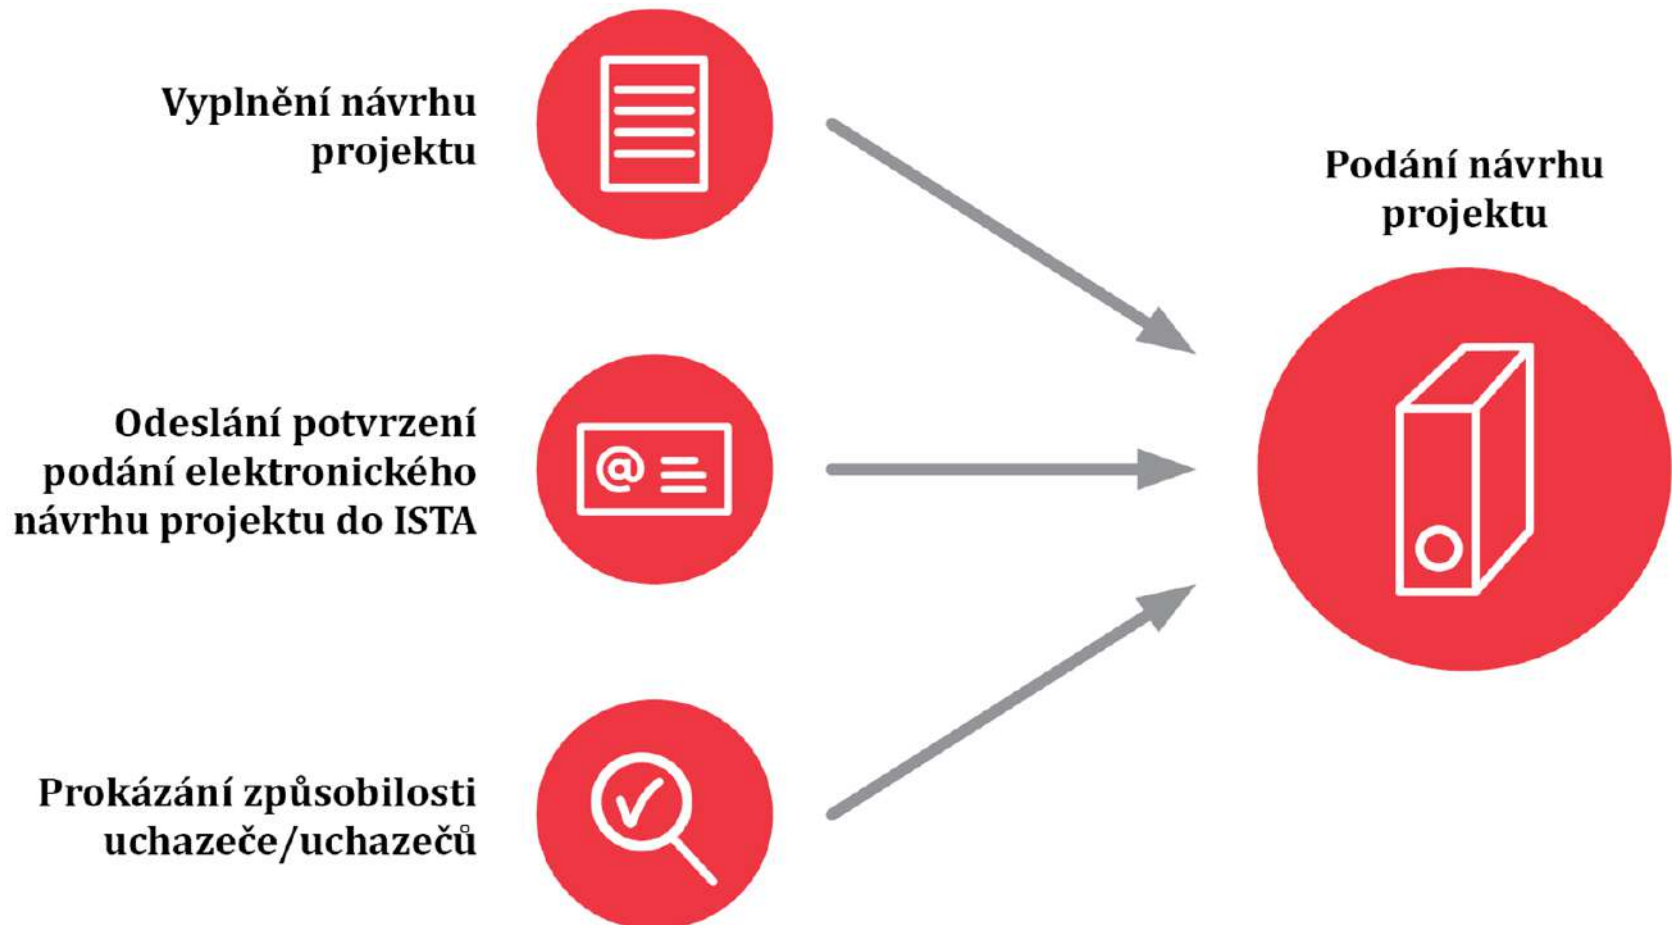 Vyplnění návrhu
projektu
Odeslání potvrzení
podání elektronického
návrhu projektu do ISTA
@
Prokázání způsobilosti
uchazeče/uchazečů
Podání návrhu
projektu